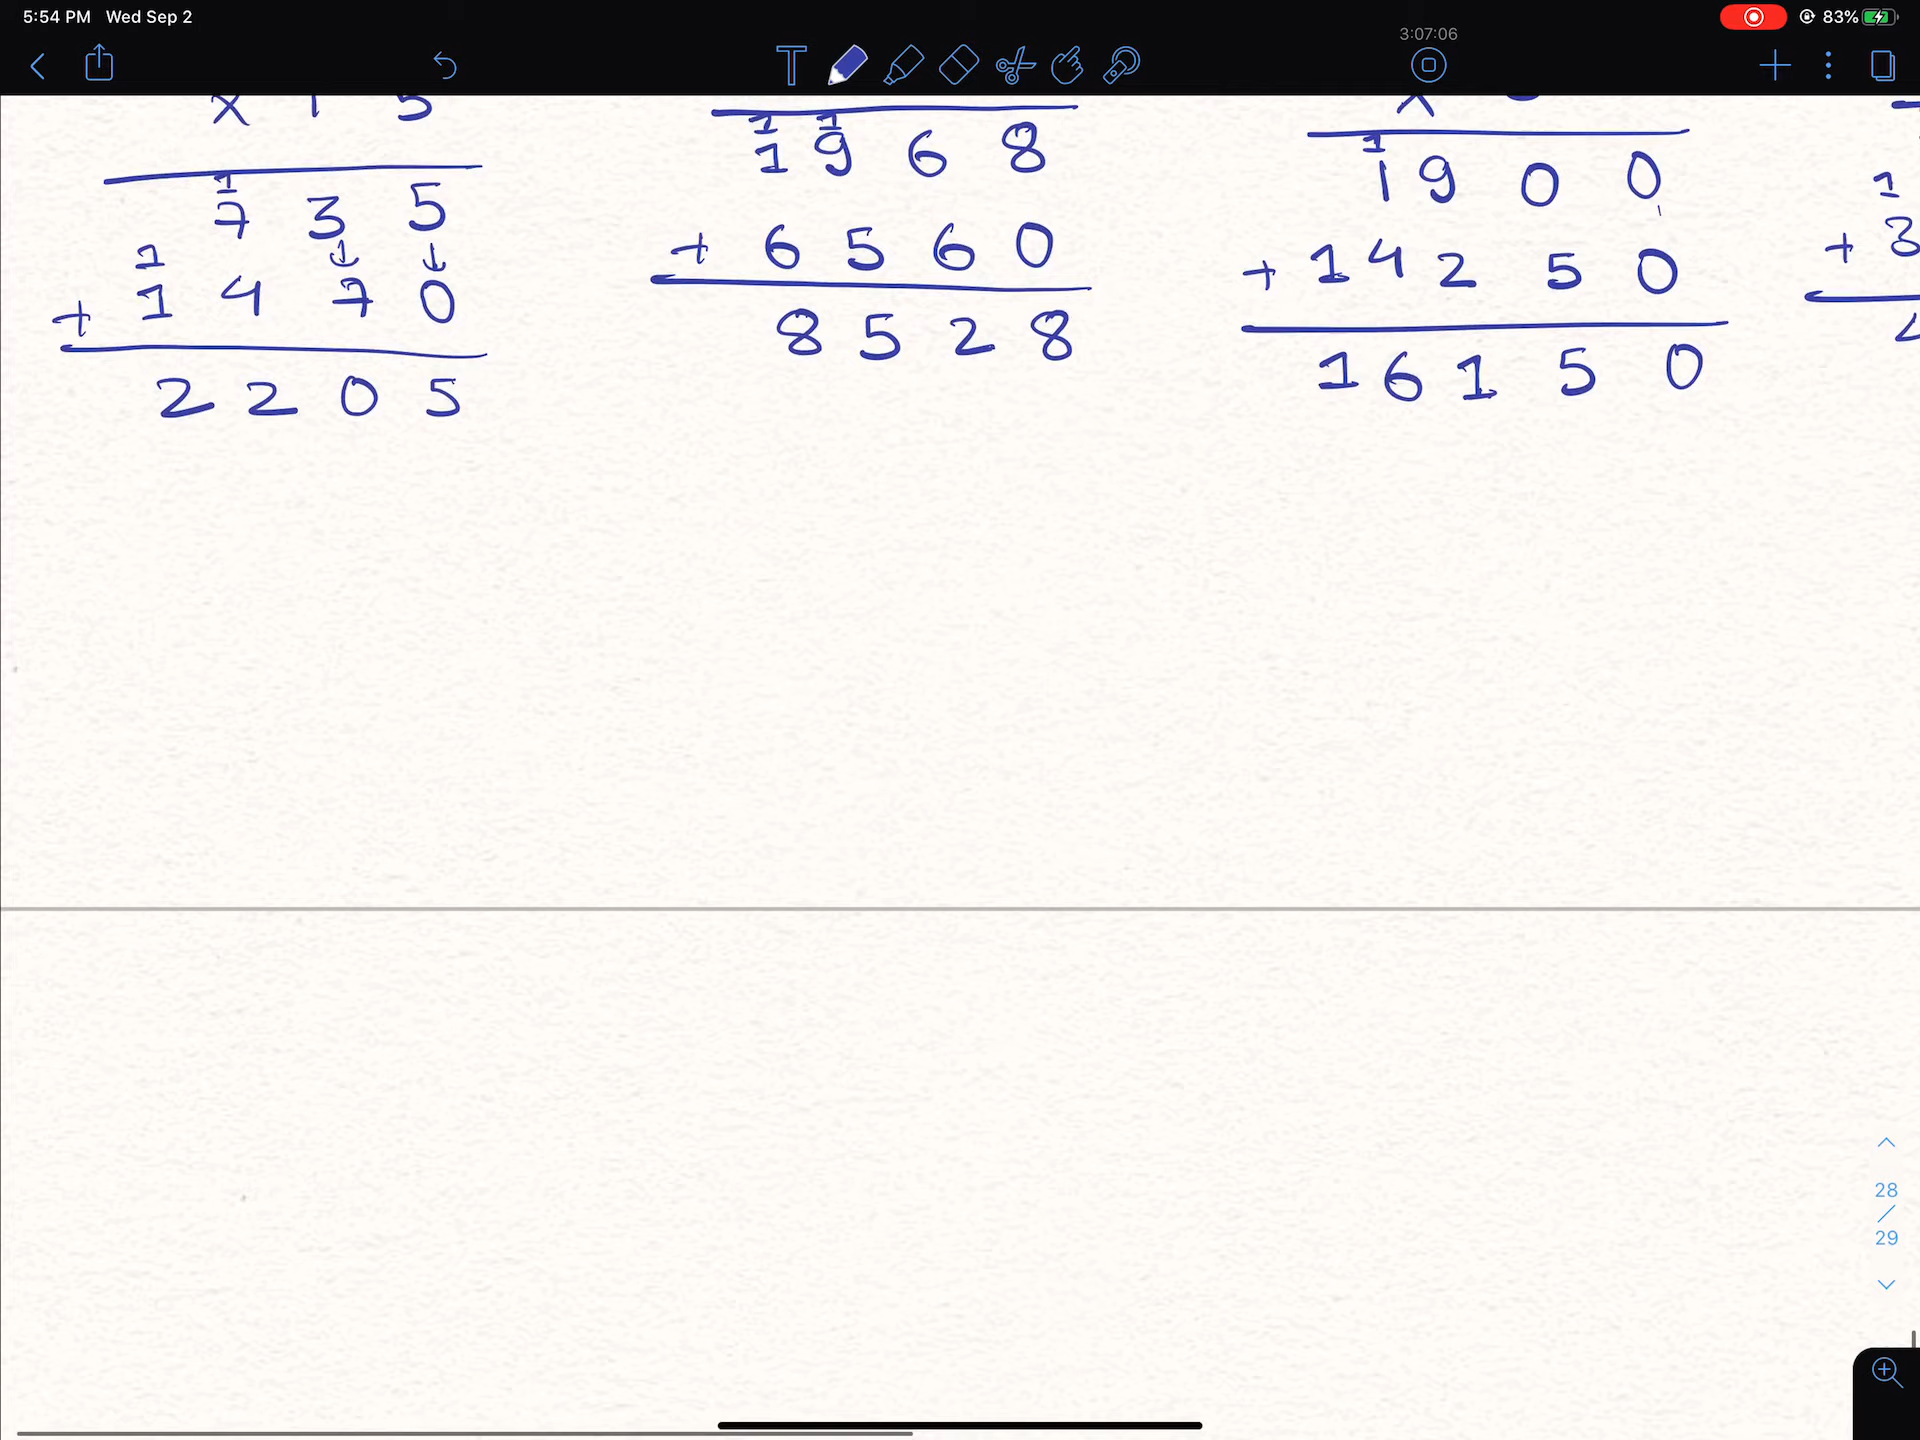 5:54 PM Wed Sep 2
83%
3:07:06
x 1 5
1
7 3 5
1
+ 1 4 7 0
2 2 0 5
1 1
1 9 6 8
+ 6 5 6 0
8 5 2 8
x
1
1 9 0 0
+ 1 4 2 5 0
1 6 1 5 0
1
+ 3
28
/
29